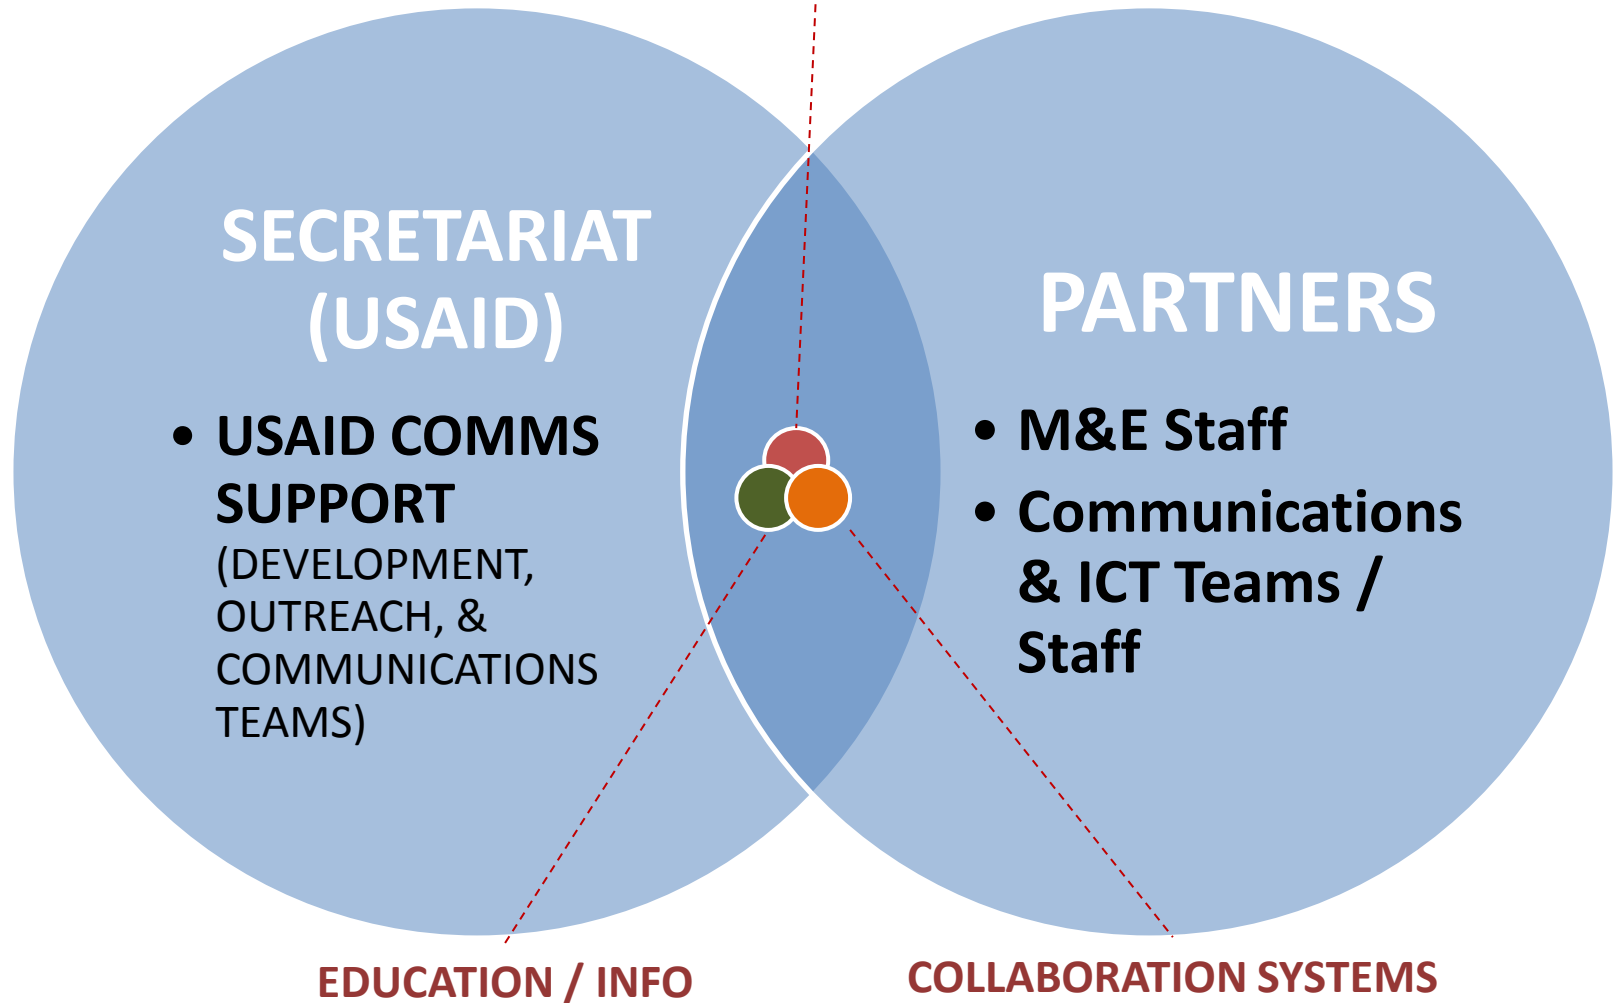 SECRETARIAT
(USAID)
• USAID COMMS
SUPPORT
(DEVELOPMENT,
OUTREACH, &
COMMUNICATIONS
TEAMS)
PARTNERS
• M&E Staff
• Communications
& ICT Teams /
Staff
EDUCATION / INFO
COLLABORATION SYSTEMS